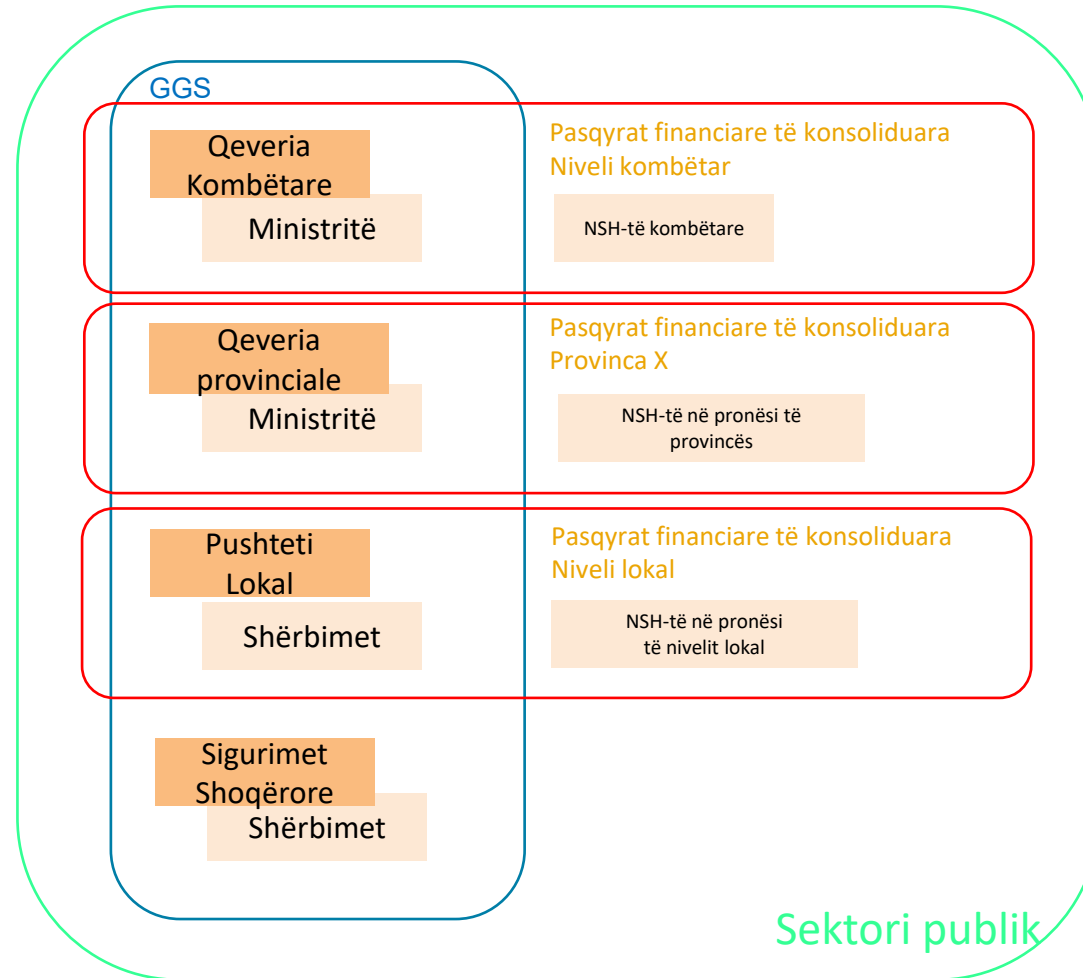 GGS
Qeveria
Kombëtare
Ministritë
Pasqyrat financiare të konsoliduara
Niveli kombëtar
NSH-të kombëtare
Qeveria
provinciale
Ministritë
Pasqyrat financiare të konsoliduara
Provinca X
NSH-të në pronësi të
provincës
Pushteti
Lokal
Shërbimet
Pasqyrat financiare të konsoliduara
Niveli lokal
NSH-të në pronësi
të nivelit lokal
Sigurimet
Shoqërore
Shërbimet
Sektori publik